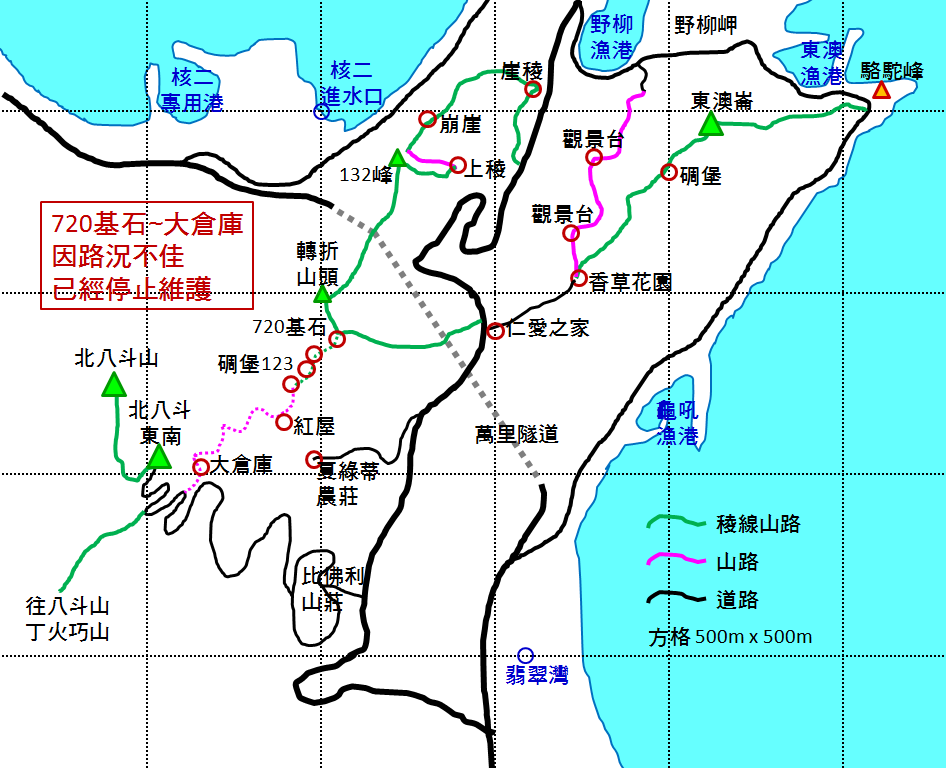 野柳
漁港
野柳岬
東澳
漁港
駱駝峰
核二
專用港
核二
進水口
崖稜
崩崖
東澳崙
132峰
上稜
觀景台
碉堡
觀景台
720基石~大倉庫
因路況不佳
已經停止維護
轉折
山頭
香草花園
720基石
仁愛之家
北八斗山
碉堡123
北八斗
東南
紅屋
龜吼
漁港
萬里隧道
大倉庫
夏綠蒂
農莊
稜線山路
山路
道路
方格 500m x 500m
比佛利
山莊
往八斗山
丁火巧山
翡翠灣